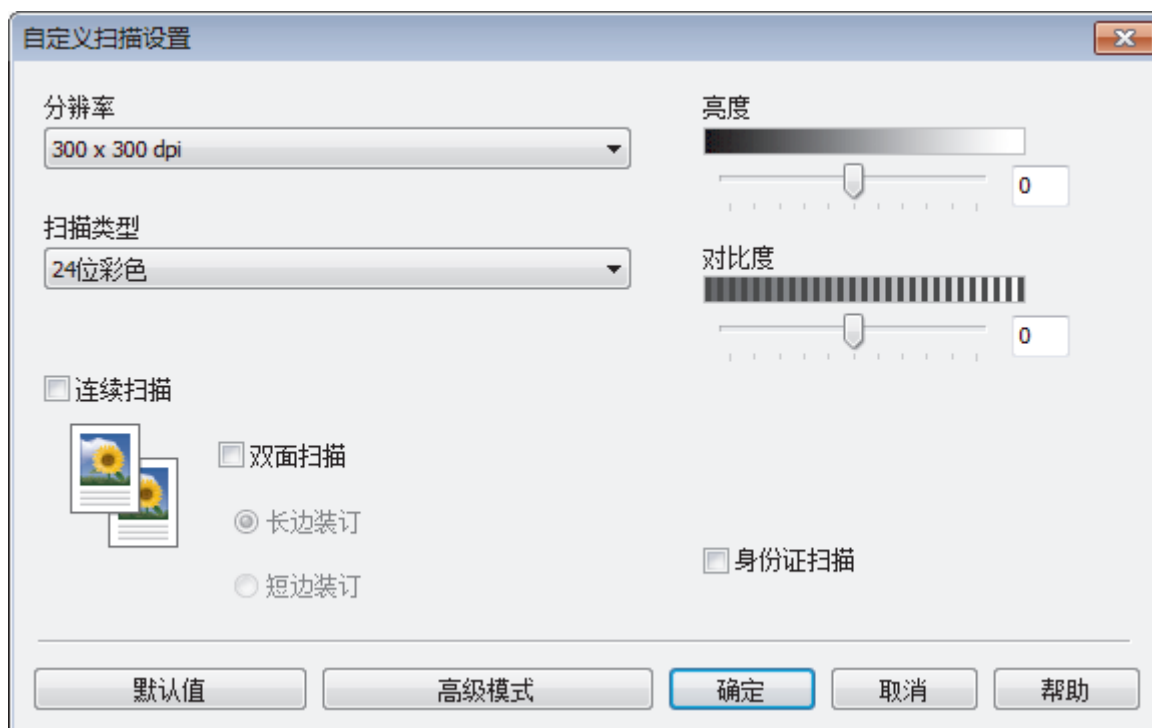 自定义扫描设置
分辨率
300 x 300 dpi
扫描类型
24位彩色
亮度
0
对比度
0
连续扫描
双面扫描
长边装订
短边装订
身份证扫描
默认值
高级模式
确定
取消
帮助